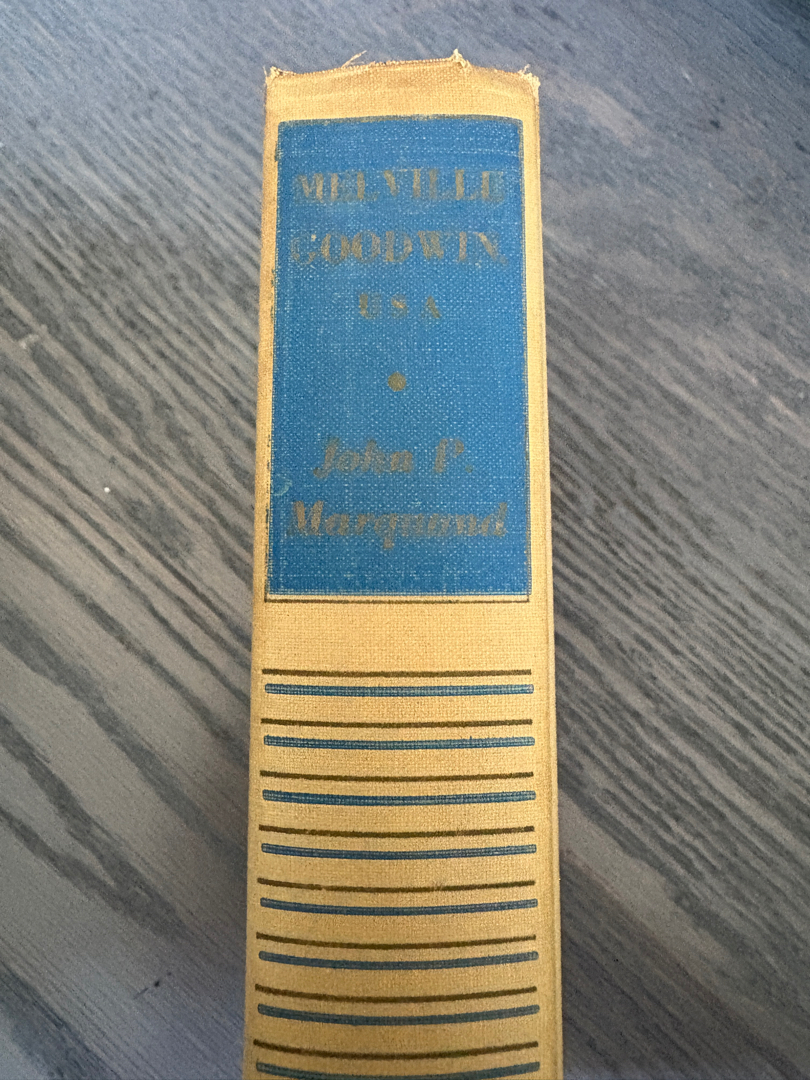 MELVILLE
GOODWIN,
USA
John P.
Marquand